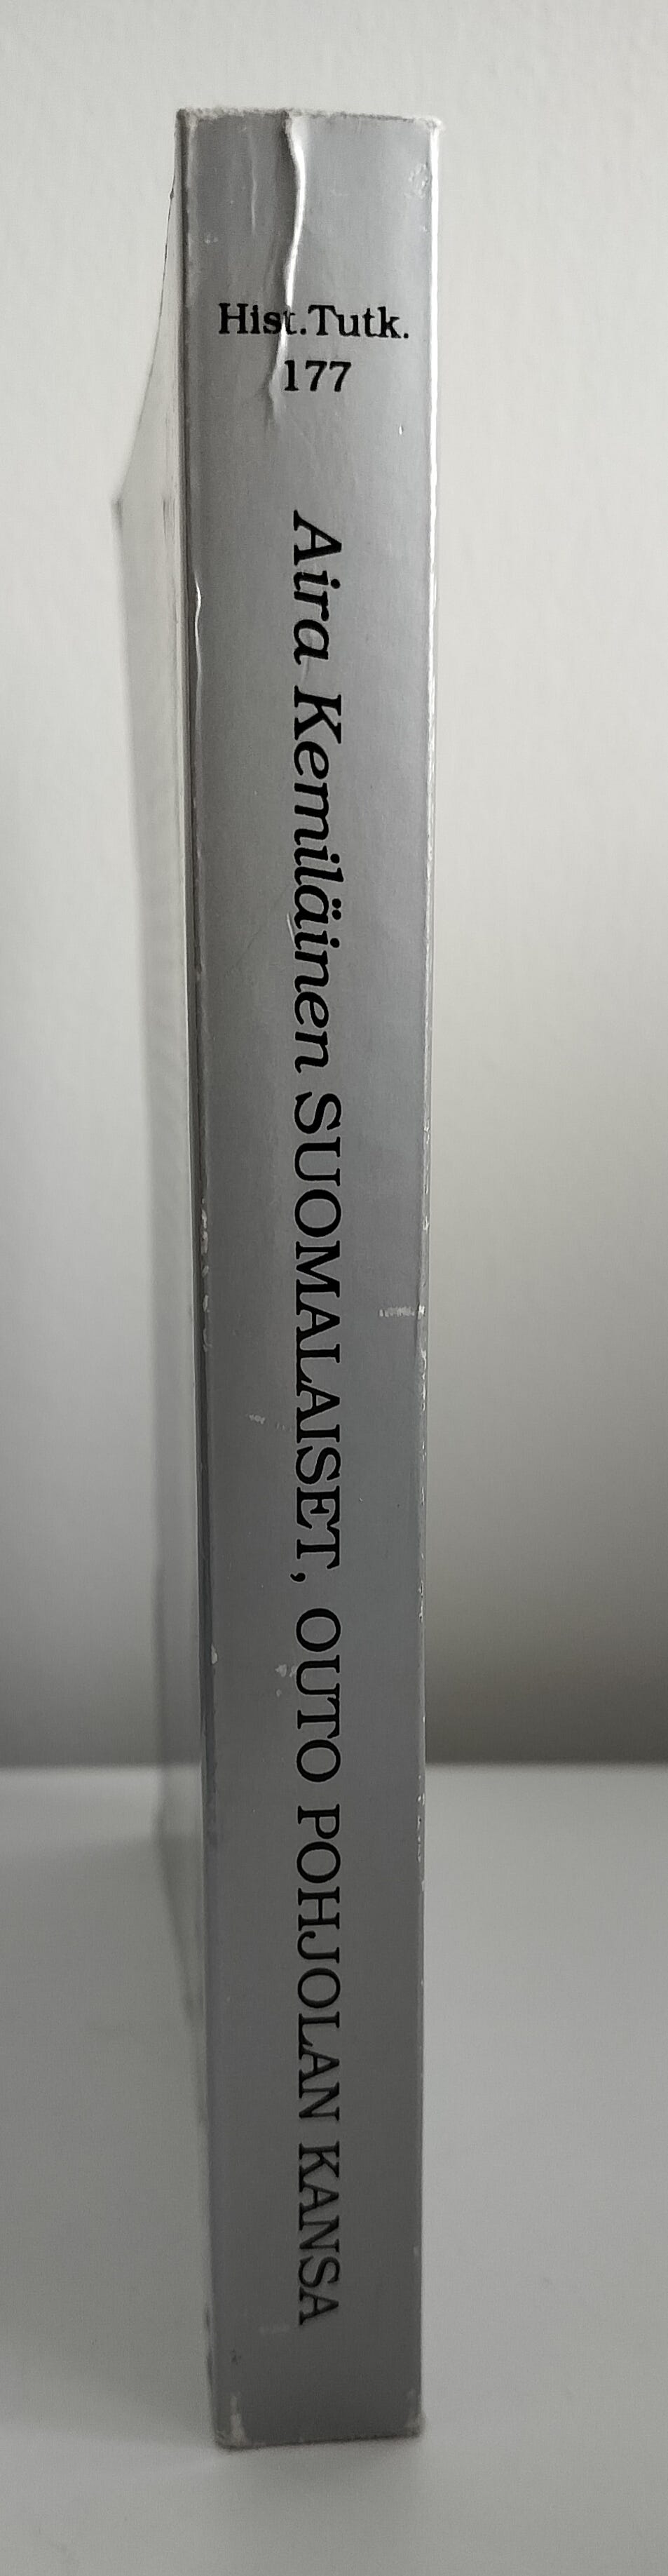 Hist.Tutk.
177
Aira Kemiläinen SUOMALAISET, OUTO POHJOLAN KANSA